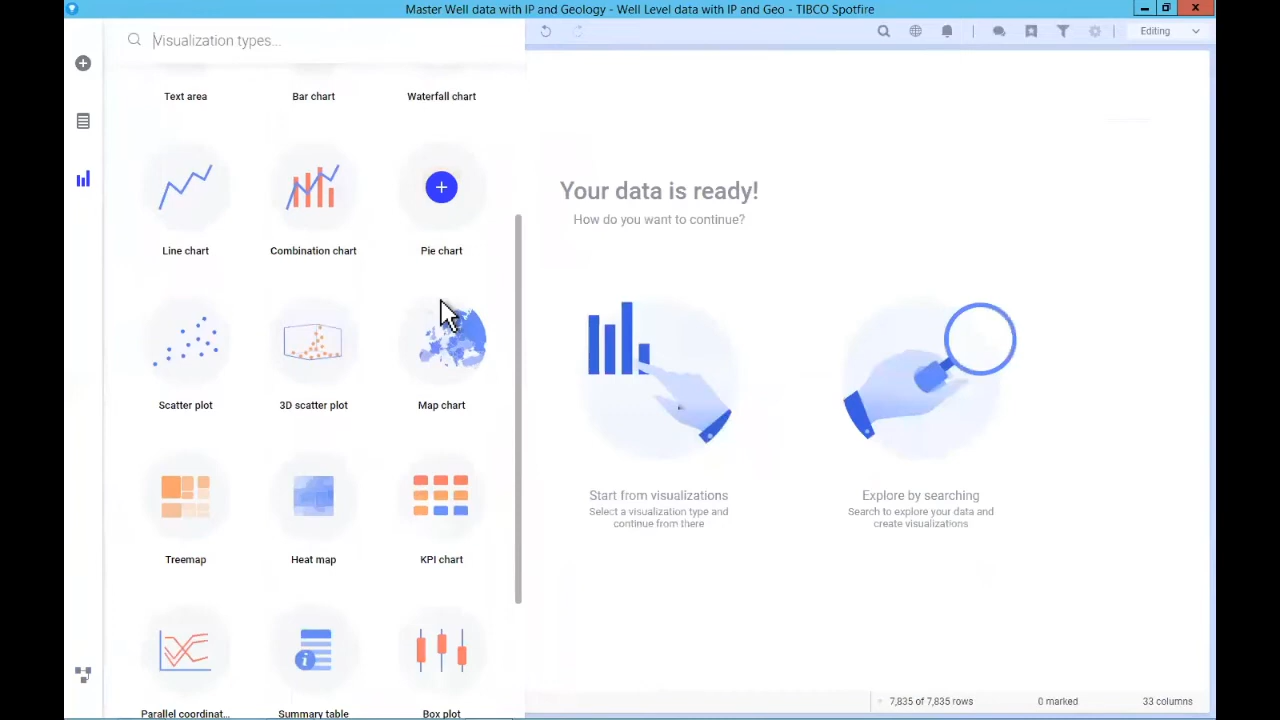 Master Well data with IP and Geology - Well Level data with IP and Geo - TIBCO Spotfire
Visualization types...
Editing
Text area
Bar chart
Waterfall chart
Line chart
Combination chart
Pie chart
Scatter plot
3D scatter plot
Map chart
Treemap
Heat map
KPI chart
Parallel coordinat...
Summary table
Box plot
Your data is ready!
How do you want to continue?
Start from visualizations
Select a visualization type and
continue from there
Explore by searching
Search to explore your data and
create visualizations
7,835 of 7,835 rows
0 marked
33 columns